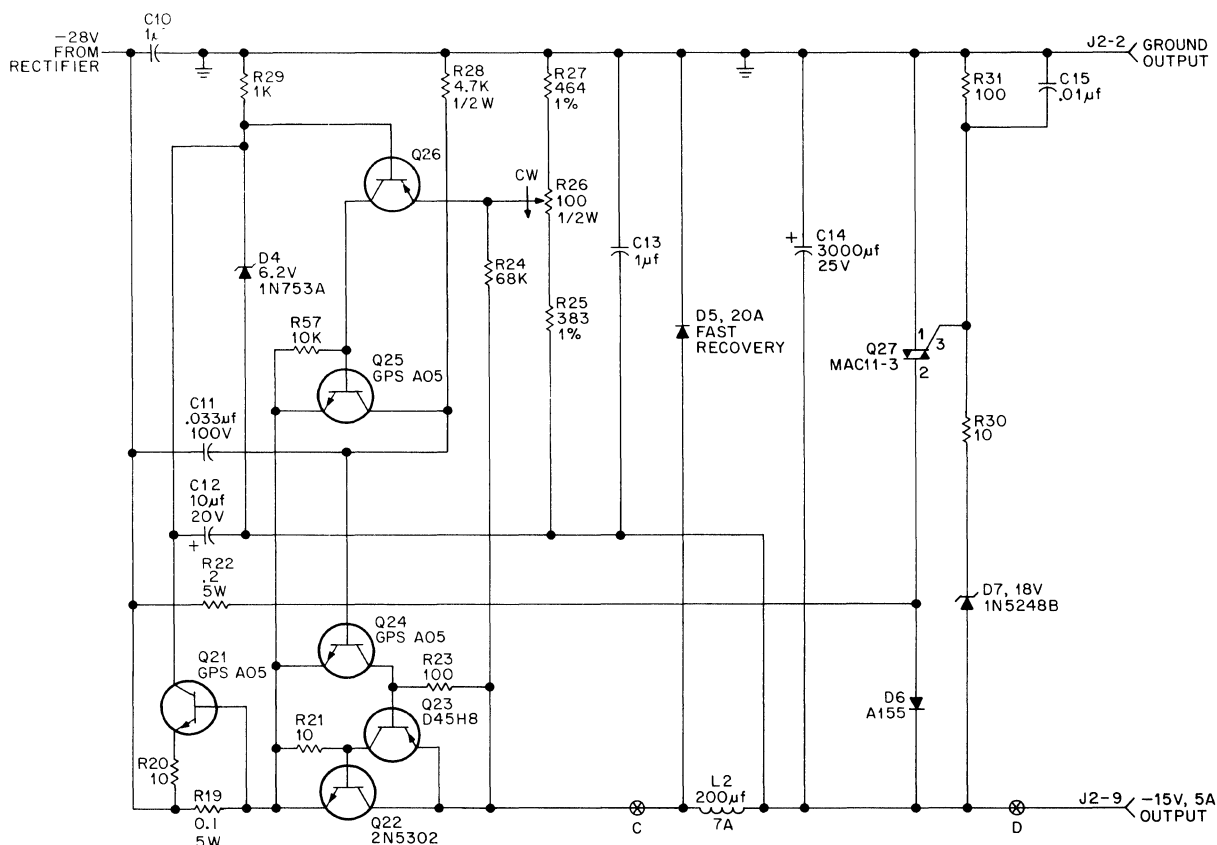 C10
1µ
-28V
FROM
RECTIFIER
J2-2
GROUND
OUTPUT
R29
1K
R28
4.7K
1/2 W
R27
464
1%
R31
100
C15
.01µf
Q26
CW
R26
100
1/2W
D4
6.2V
1N753A
R24
68K
C13
1µf
C14
+
3000µf
25V
R25
383
1%
D5, 20A
FAST
RECOVERY
R57
10K
1
3
2
Q27
MAC11-3
Q25
GPS A05
C11
.033µf
100V
R30
10
C12
10µf
20V
+
R22
.2
5W
D7, 18V
1N5248B
Q24
GPS A05
R23
100
Q21
GPS A05
Q23
D45H8
D6
A155
R21
10
R20
10
R19
0.1
5W
Q22
2N5302
C
L2
200µf
7A
D
J2-9
-15V, 5A
OUTPUT